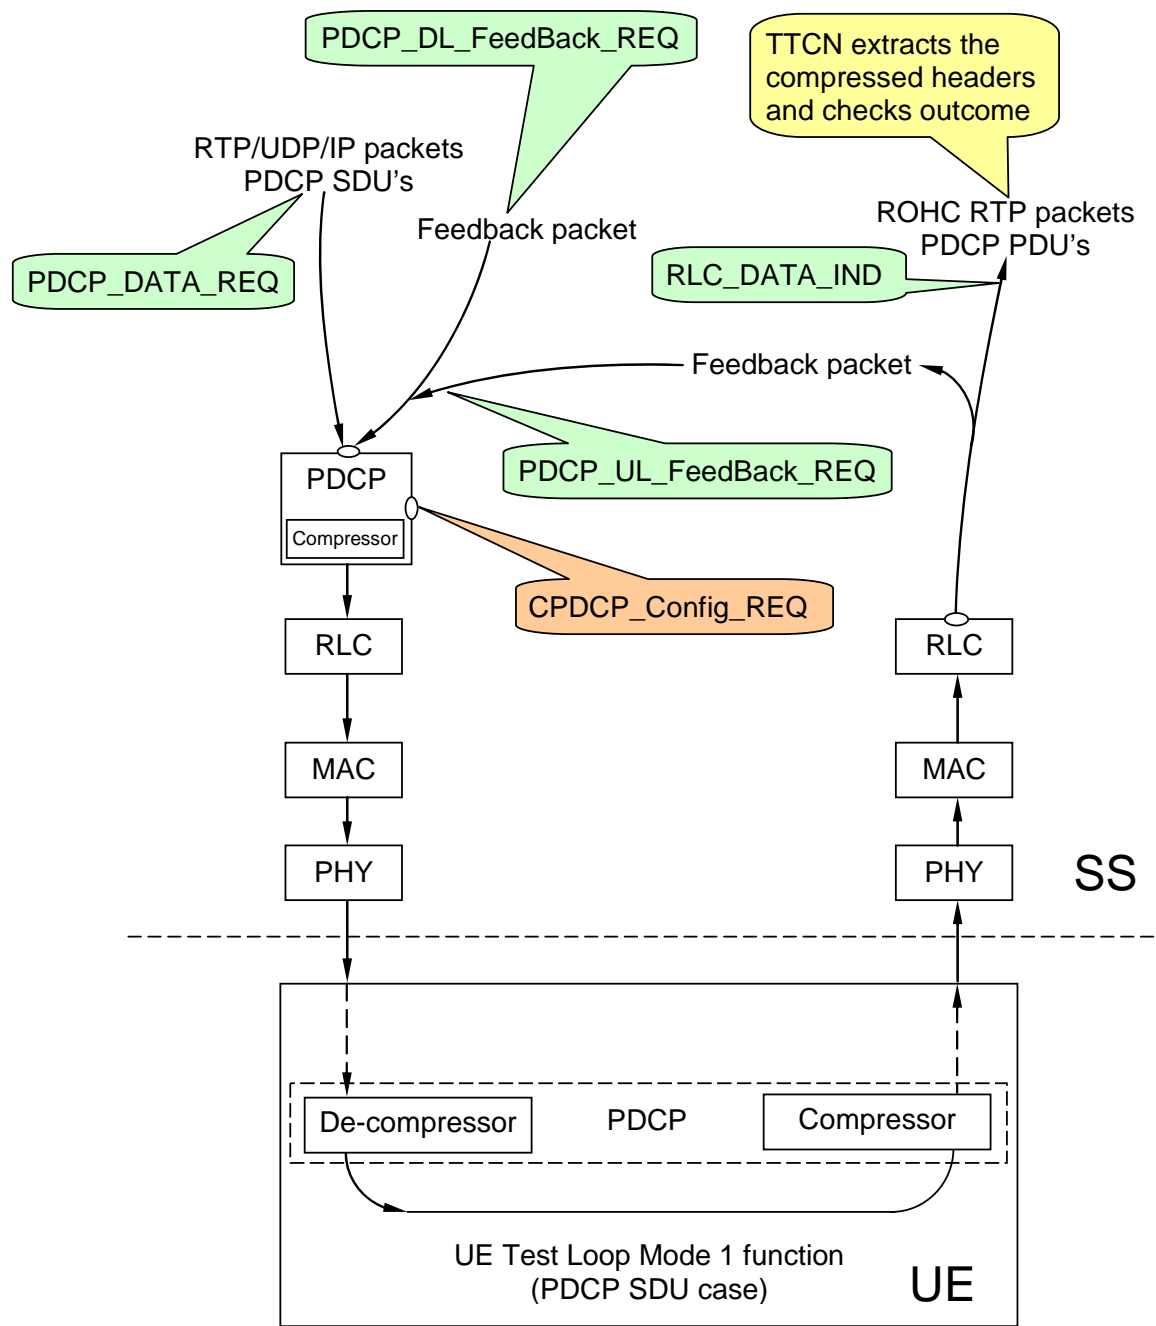 PDCP_DL_FeedBack_REQ
TTCN extracts the
compressed headers
and checks outcome
RTP/UDP/IP packets
PDCP SDU's
Feedback packet
ROHC RTP packets
PDCP PDU's
PDCP_DATA_REQ
RLC_DATA_IND
Feedback packet
PDCP
PDCP_UL_FeedBack_REQ
Compressor
CPDCP_Config_REQ
RLC
RLC
MAC
MAC
PHY
PHY
SS
De-compressor
PDCP
Compressor
UE Test Loop Mode 1 function
(PDCP SDU case)
UE